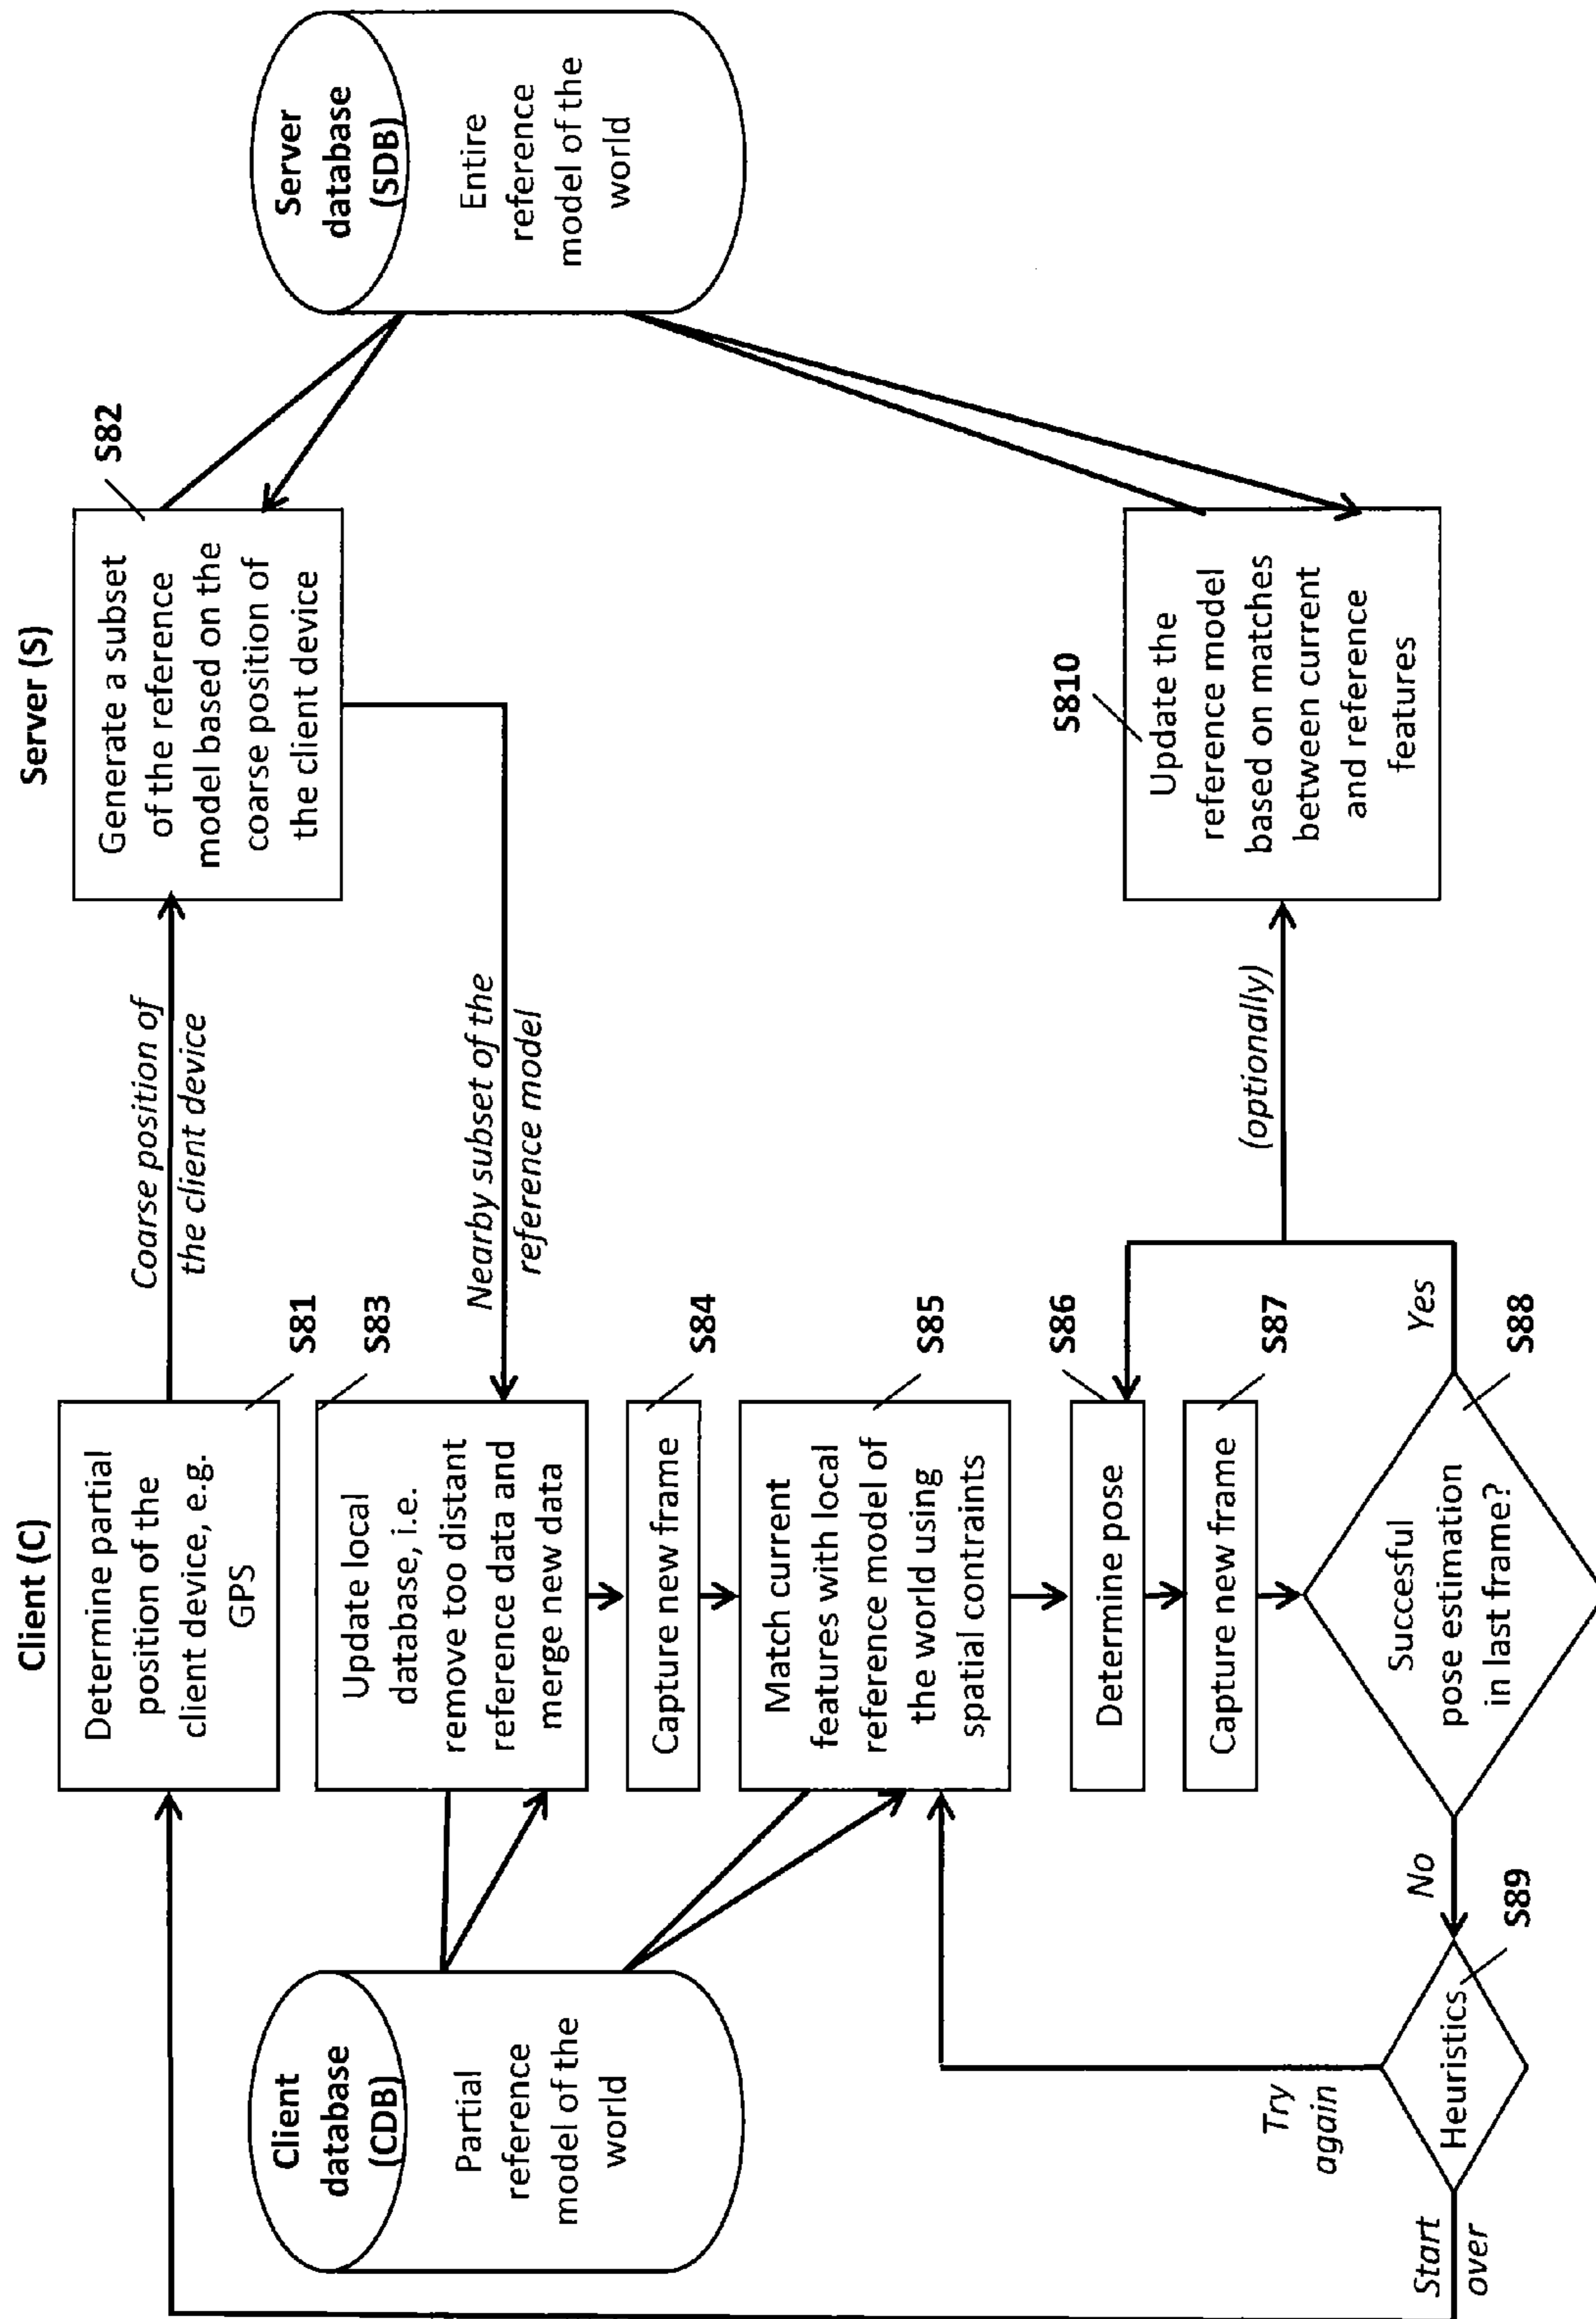 Client (C)
Server (S)
Determine partial
position of the
client device, e.g.
GPS
S81
Coarse position of
the client device
Generate a subset
of the reference
model based on the
coarse position of
the client device
S82
Server
database
(SDB)
Entire
reference
model of the
world
Client
database
(CDB)
Partial
reference
model of the
world
Update local
database, i.e.
remove too distant
reference data and
merge new data
S83
Nearby subset of the
reference model
Capture new frame
S84
Match current
features with local
reference model of
the world using
spatial contraints
S85
Determine pose
S86
Capture new frame
S87
Succesful
pose estimation
in last frame?
S88
Yes
No
(optionally)
Update the
reference model
based on matches
between current
and reference
features
S810
Heuristics
S89
Try
again
Start
over